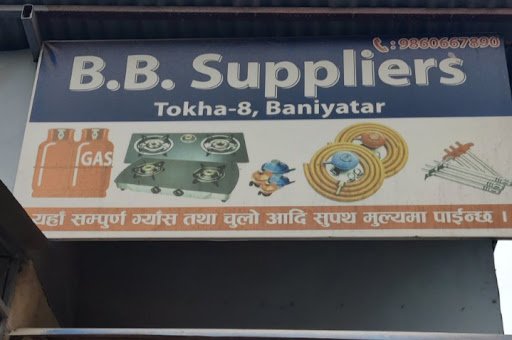 : 9860667890
B.B. Suppliers
Tokha-8, Baniyatar
GAS
यहाँ सम्पुर्ण ग्याँस तथा चुलो आदि सुपथ मुल्यमा पाईन्छ ।